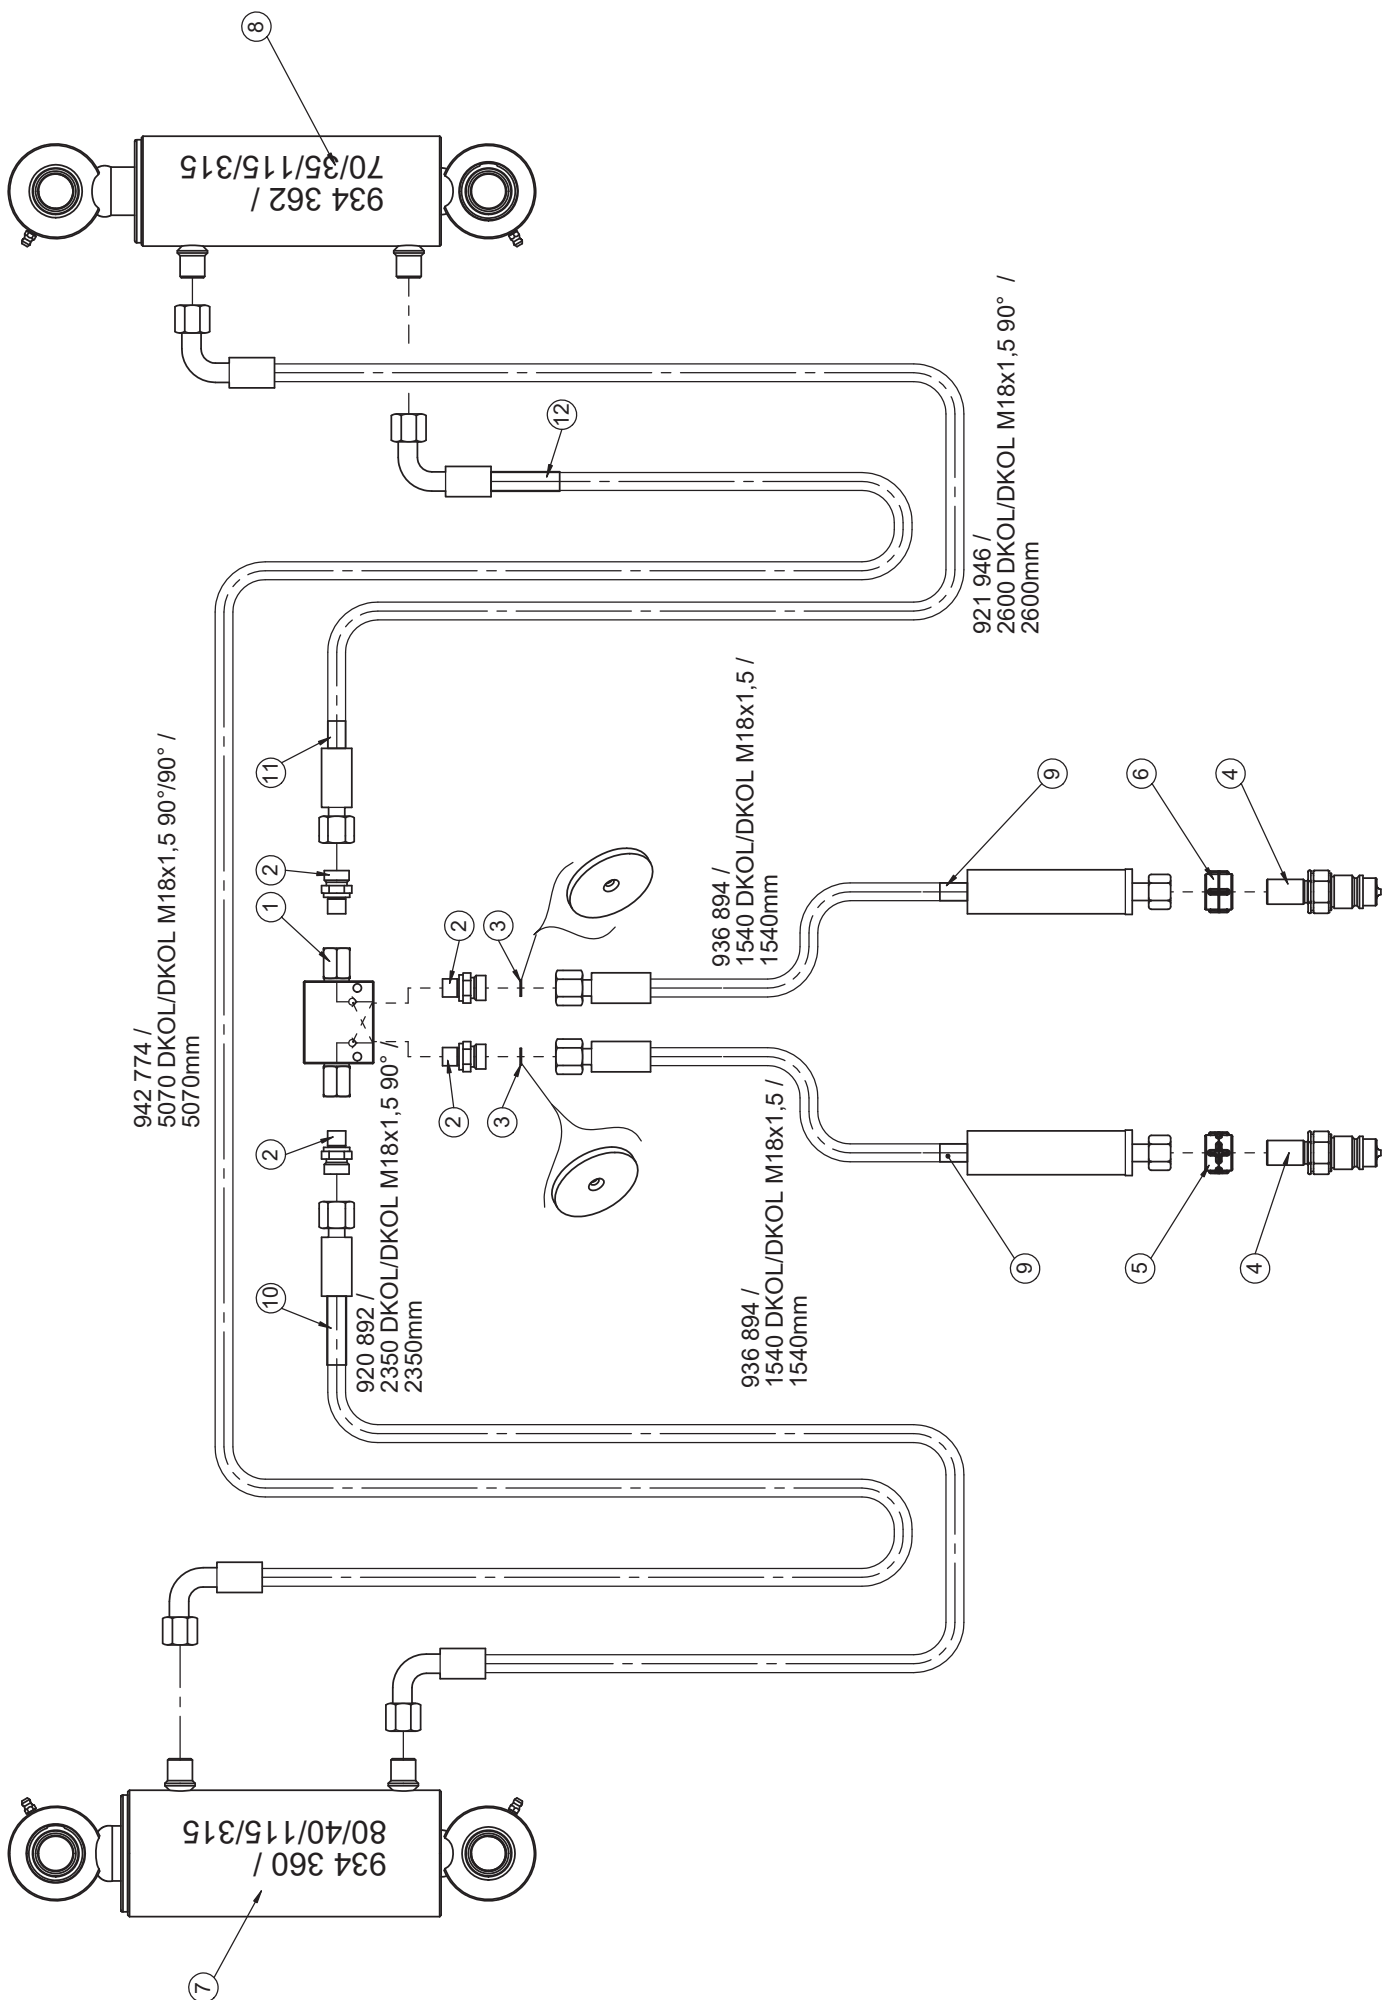 8
934 362 /
70/35/115/315
12
921 946 /
2600 DKOL/DKOL M18x1,5 90° /
2600mm
11
2
1
942 774 /
5070 DKOL/DKOL M18x1,5 90°/90° /
5070mm
2
3
936 894 /
1540 DKOL/DKOL M18x1,5 /
1540mm
9
6
4
2
3
2
10
920 892 /
2350 DKOL/DKOL M18x1,5 90° /
2350mm
936 894 /
1540 DKOL/DKOL M18x1,5 /
1540mm
9
5
4
934 360 /
80/40/115/315
7